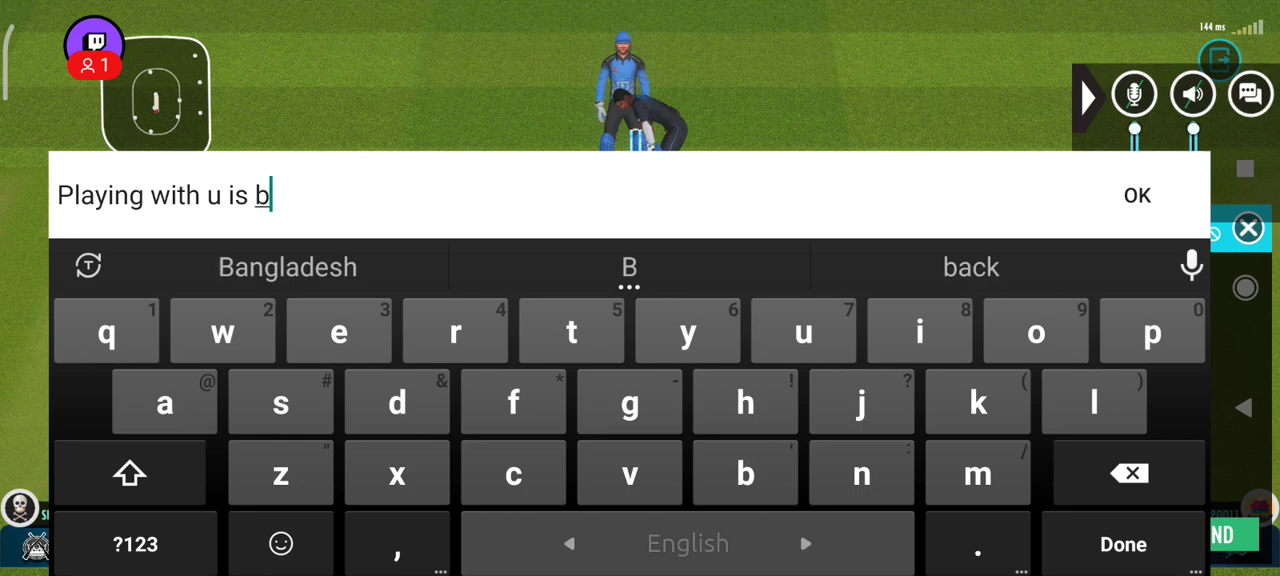 144 ms
1
Playing with u is b
OK
Bangladesh B back
q 1 w 2 e 3 r 4 t 5 y 6 u 7 i 8 o 9 p 0
a @ s # d & f * g - h ! j ? k ( l )
z " x c v b ' n : m /
?123 , English . Done
ND